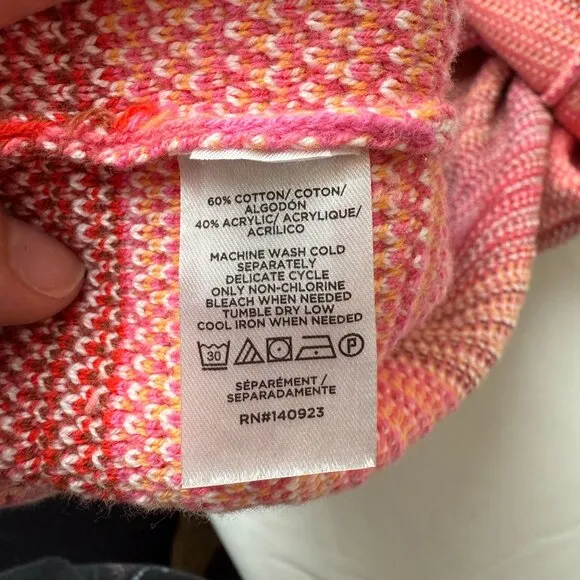 60% COTTON/ COTON/
ALGODÓN
40% ACRYLIC/ ACRYLIQUE/
ACRÍLICO
MACHINE WASH COLD
SEPARATELY
DELICATE CYCLE
ONLY NON-CHLORINE
BLEACH WHEN NEEDED
TUMBLE DRY LOW
COOL IRON WHEN NEEDED
30 P
SÉPARÉMENT /
SEPARADAMENTE
RN#140923